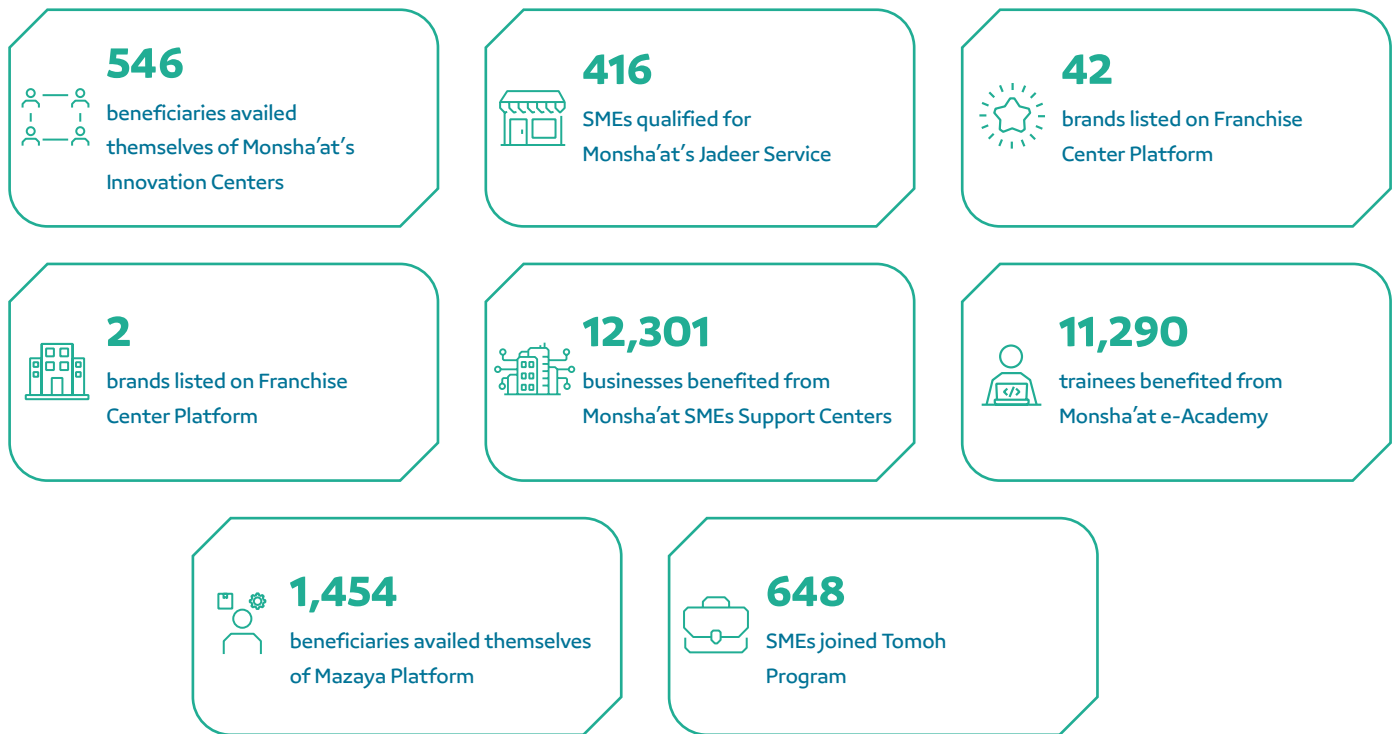 546
beneficiaries availed
themselves of Monsha’at’s
Innovation Centers
416
SMEs qualified for
Monsha’at’s Jadeer Service
42
brands listed on Franchise
Center Platform
2
brands listed on Franchise
Center Platform
12,301
businesses benefited from
Monsha’at SMEs Support Centers
11,290
trainees benefited from
Monsha’at e-Academy
</>
1,454
beneficiaries availed themselves
of Mazaya Platform
648
SMEs joined Tomoh
Program